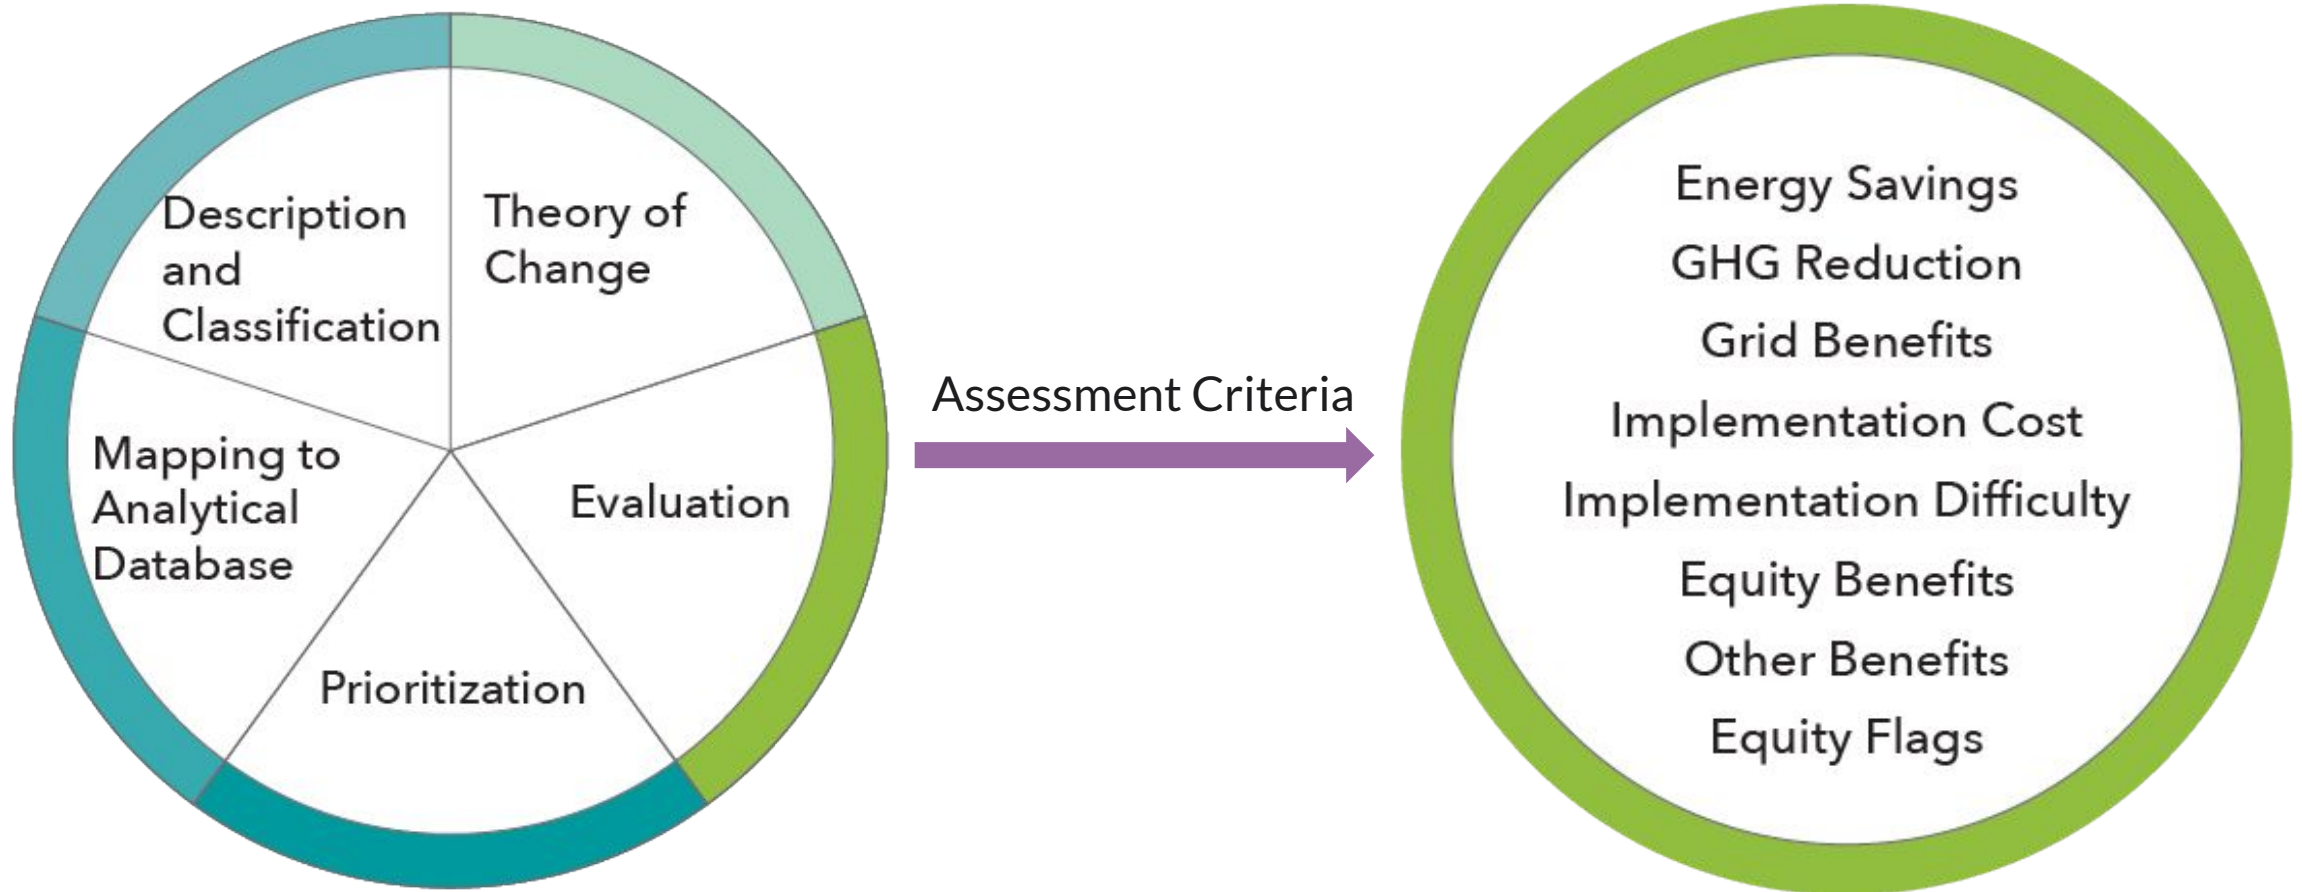 Description
and
Classification
Theory of
Change
Mapping to
Analytical
Database
Evaluation
Prioritization
Assessment Criteria
Energy Savings
GHG Reduction
Grid Benefits
Implementation Cost
Implementation Difficulty
Equity Benefits
Other Benefits
Equity Flags